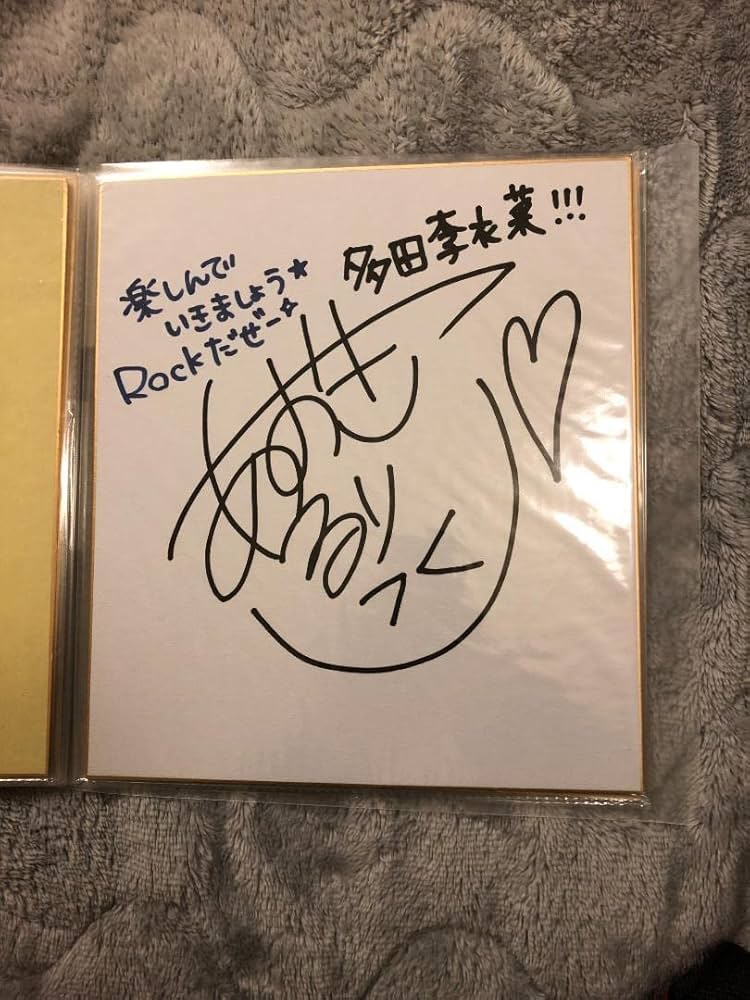 多田李衣菜!!!
楽しんで
いきましょう☆
Rockだぜー☆
あおき
るりこ